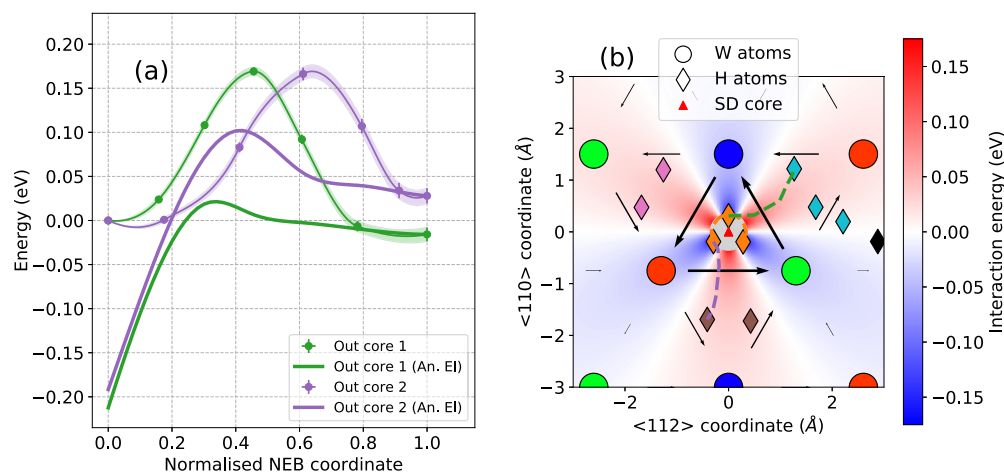 (a)
Energy (eV)
0.20
0.15
0.10
0.05
0.00
−0.05
−0.10
−0.15
−0.20
0.0 0.2 0.4 0.6 0.8 1.0
Normalised NEB coordinate
Out core 1
Out core 1 (An. El)
Out core 2
Out core 2 (An. El)
(b)
W atoms
H atoms
SD core
<110> coordinate (Å)
3
2
1
0
−1
−2
−3
−2 0 2
<112> coordinate (Å)
0.15
0.10
0.05
0.00
−0.05
−0.10
−0.15
Interaction energy (eV)